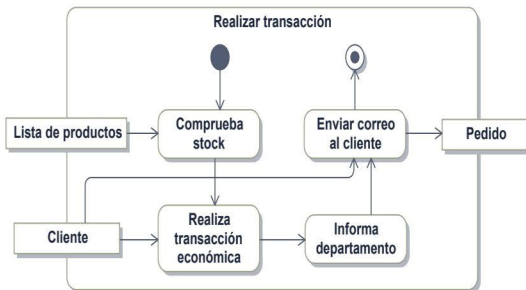 Realizar transacción
Lista de productos
Comprueba
stock
Enviar correo
al cliente
Pedido
Cliente
Realiza
transacción
económica
Informa
departamento